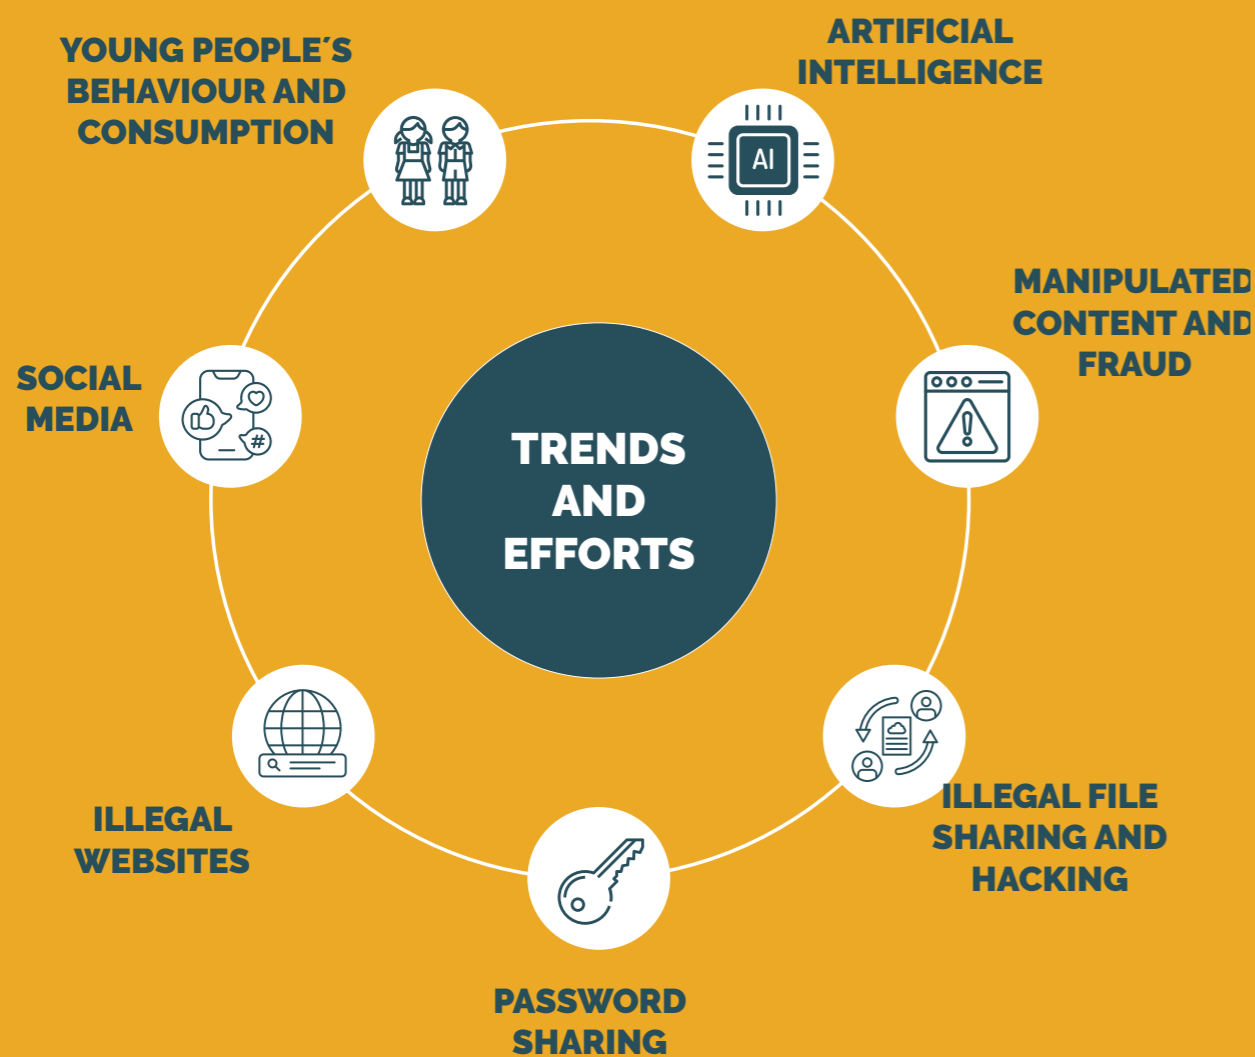 YOUNG PEOPLE´S
BEHAVIOUR AND
CONSUMPTION
ARTIFICIAL
INTELLIGENCE
AI
MANIPULATED
CONTENT AND
FRAUD
SOCIAL
MEDIA
#
TRENDS
AND
EFFORTS
ILLEGAL FILE
SHARING AND
HACKING
ILLEGAL
WEBSITES
PASSWORD
SHARING